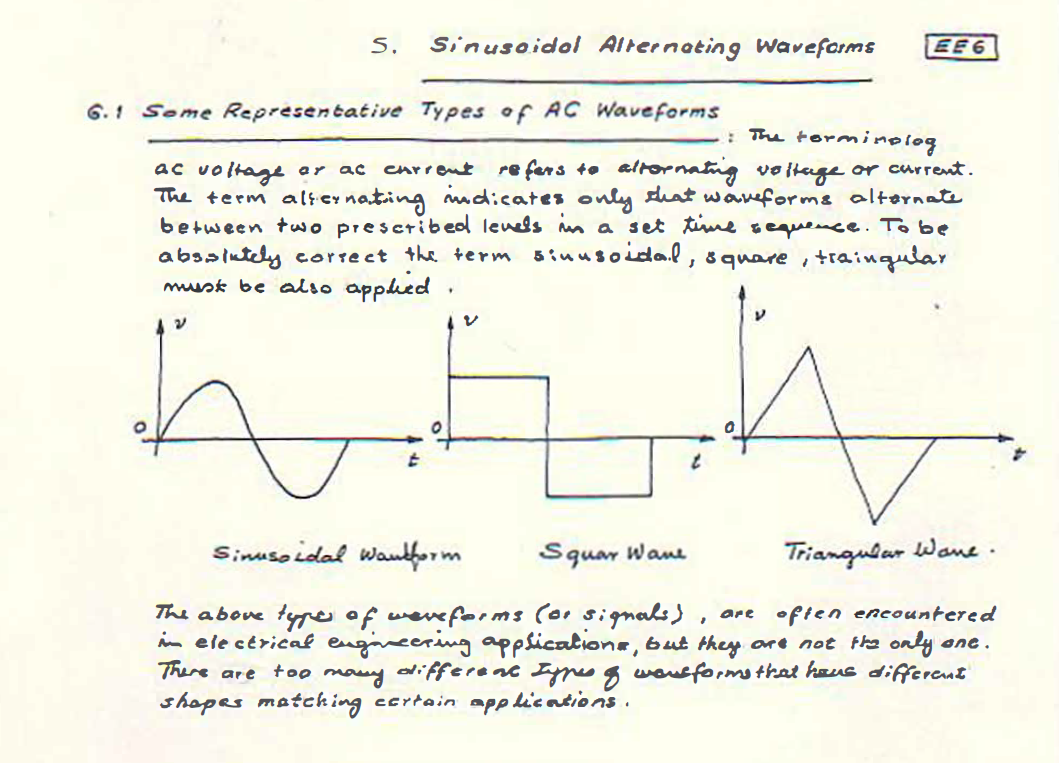 5. Sinusoidal Alternating Waveforms EE6
6.1 Some Representative Types of AC Waveforms
: The terminolog
ac voltage or ac current refers to alternating voltage or current.
The term alternating indicates only that waveforms alternate
between two prescribed levels in a set time sequence. To be
absolutely correct the term sinusoidal, square, traingular
must be also applied.
v v v
0 0 0
t t t
Sinusoidal Waveform Squar Wave Triangular Wave.
The above types of waveforms (or signals), are often encountered
in electrical engineering applications, but they are not the only one.
There are too many different Types of waveforms that have different
shapes matching certain applications.